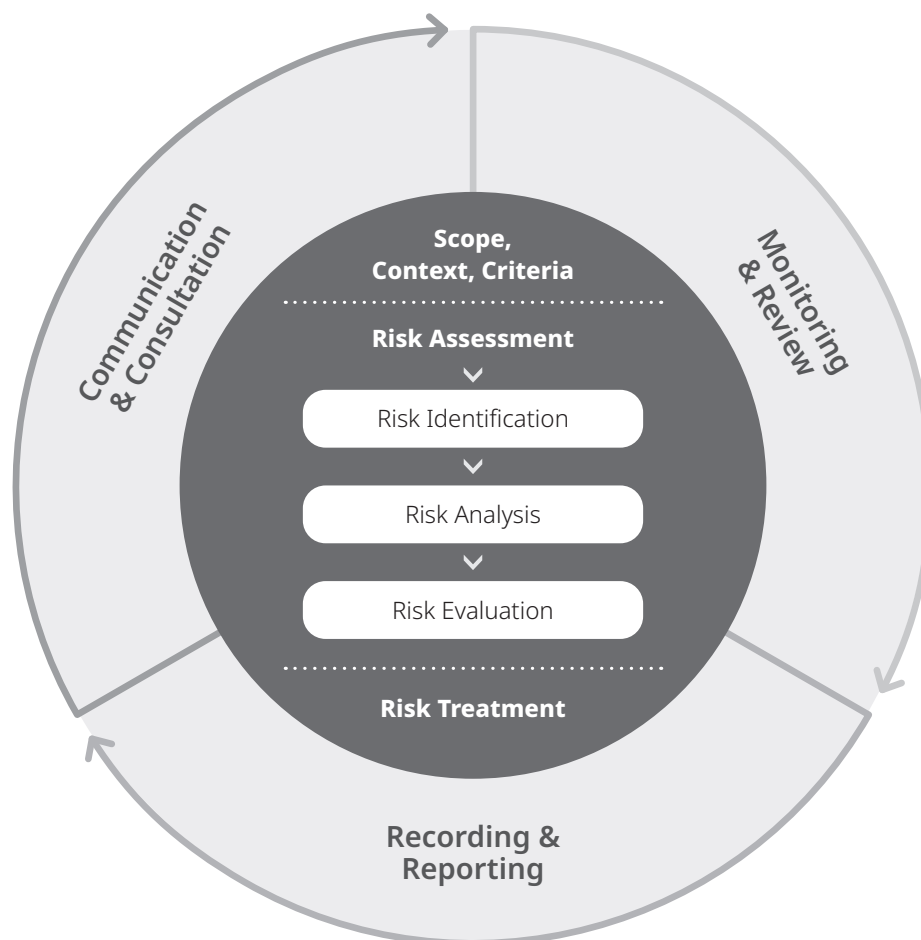 Scope,
Context, Criteria
Risk Assessment
Risk Identification
Risk Analysis
Risk Evaluation
Risk Treatment
Communication
& Consultation
Monitoring
& Review
Recording &
Reporting